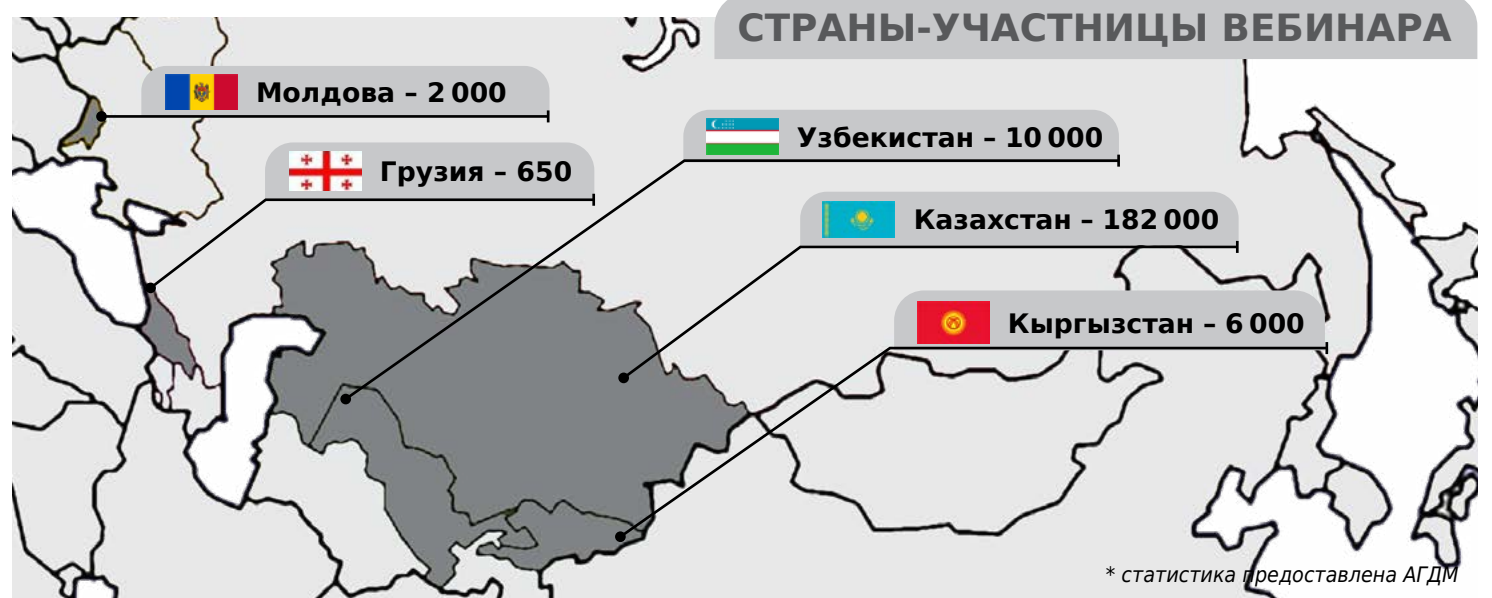 СТРАНЫ-УЧАСТНИЦЫ ВЕБИНАРА
Молдова – 2 000
Узбекистан – 10 000
Грузия – 650
Казахстан – 182 000
Кыргызстан – 6 000
* статистика предоставлена АГДМ